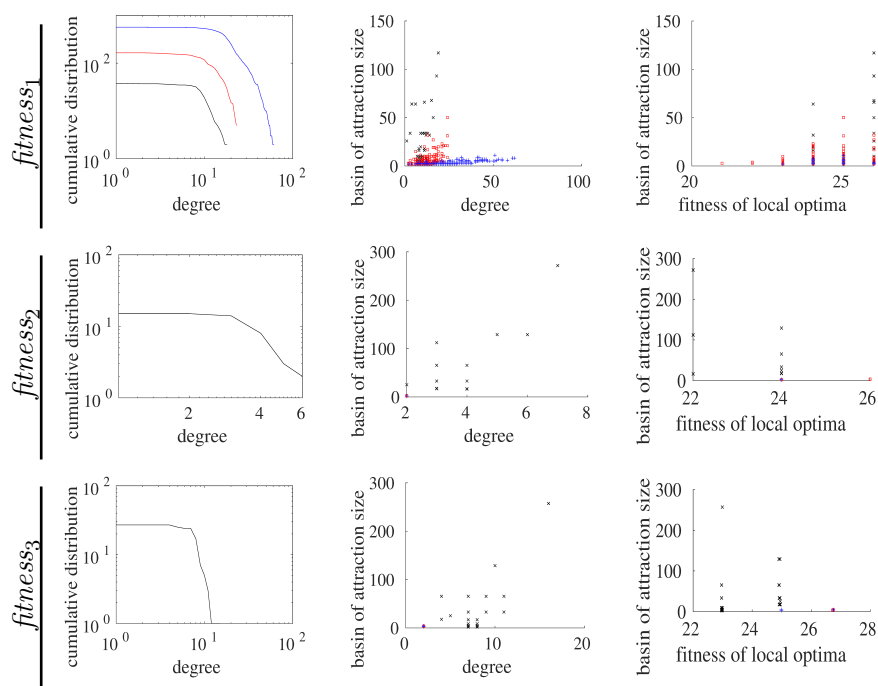 fitness1
cumulative distribution
10^2
10^0
10^0
10^1
10^2
degree
basin of attraction size
150
100
50
0
0
50
100
degree
basin of attraction size
150
100
50
0
20
25
fitness of local optima
fitness2
cumulative distribution
10^2
10^1
10^0
2
4
6
degree
basin of attraction size
300
200
100
0
2
4
6
8
degree
basin of attraction size
300
200
100
0
22
24
26
fitness of local optima
fitness3
cumulative distribution
10^2
10^1
10^0
10^0
10^1
10^2
degree
basin of attraction size
300
200
100
0
0
10
20
degree
basin of attraction size
300
200
100
0
22
24
26
28
fitness of local optima